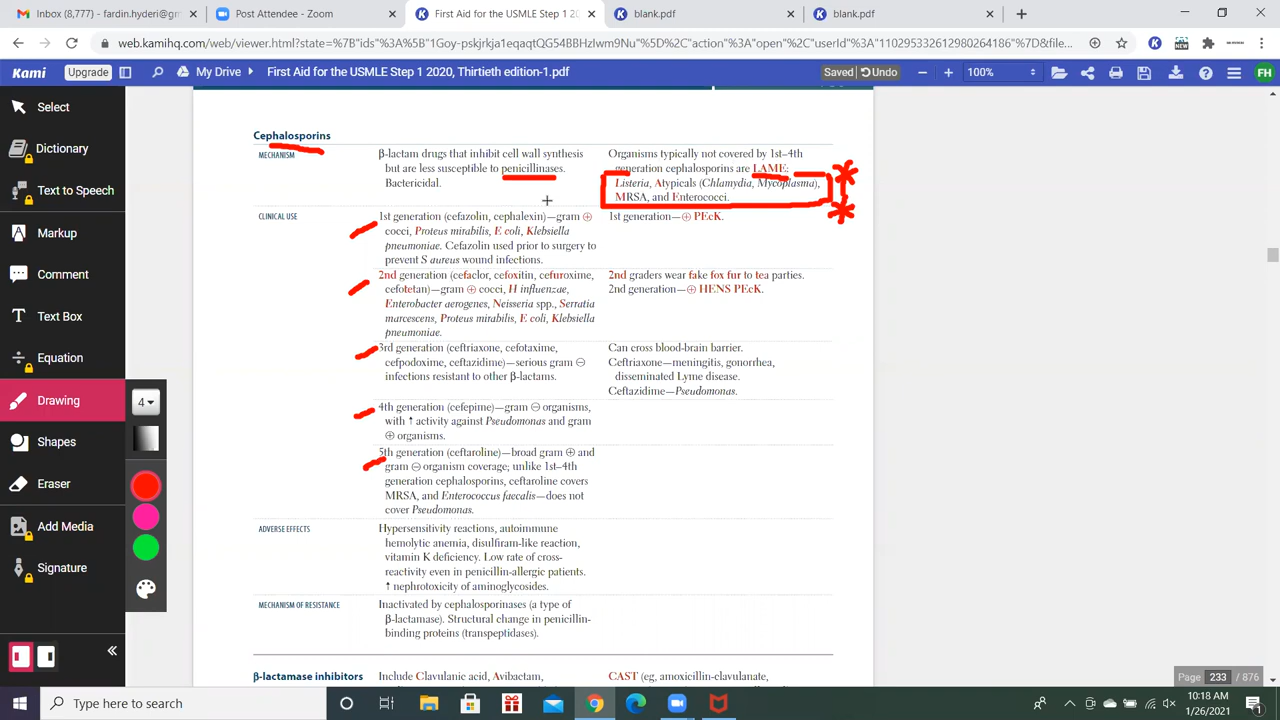 fardin.hyderi@gm
Post Attendee - Zoom
First Aid for the USMLE Step 1 20
blank.pdf
blank.pdf
web.kamihq.com/web/viewer.html?state=%7B"ids"%3A%5B"1Goy-pskjrkja1eqaqtQG54BBHzIwm9Nu"%5D%2C"action"%3A"open"%2C"userId"%3A"110295332612980264186"%7D&file...
NEW
Kami
Upgrade
My Drive
First Aid for the USMLE Step 1 2020, Thirtieth edition-1.pdf
Saved
Undo
100%
FH
Select
Dictionary
Markup
Comment
Text Box
Equation
Drawing
4
Shapes
Eraser
Add Media
Signature
Cephalosporins
MECHANISM
β-lactam drugs that inhibit cell wall synthesis
but are less susceptible to penicillinases.
Bactericidal.
Organisms typically not covered by 1st–4th
generation cephalosporins are LAME:
Listeria, Atypicals (Chlamydia, Mycoplasma),
MRSA, and Enterococci.
CLINICAL USE
1st generation (cefazolin, cephalexin)—gram ⊕
cocci, Proteus mirabilis, E coli, Klebsiella
pneumoniae. Cefazolin used prior to surgery to
prevent S aureus wound infections.
1st generation—⊕ PEcK.
2nd generation (cefaclor, cefoxitin, cefuroxime,
cefotetan)—gram ⊕ cocci, H influenzae,
Enterobacter aerogenes, Neisseria spp., Serratia
marcescens, Proteus mirabilis, E coli, Klebsiella
pneumoniae.
2nd graders wear fake fox fur to tea parties.
2nd generation—⊕ HENS PEcK.
3rd generation (ceftriaxone, cefotaxime,
cefpodoxime, ceftazidime)—serious gram ⊖
infections resistant to other β-lactams.
Can cross blood-brain barrier.
Ceftriaxone—meningitis, gonorrhea,
disseminated Lyme disease.
Ceftazidime—Pseudomonas.
4th generation (cefepime)—gram ⊖ organisms,
with ↑ activity against Pseudomonas and gram
⊕ organisms.
5th generation (ceftaroline)—broad gram ⊕ and
gram ⊖ organism coverage; unlike 1st–4th
generation cephalosporins, ceftaroline covers
MRSA, and Enterococcus faecalis—does not
cover Pseudomonas.
ADVERSE EFFECTS
Hypersensitivity reactions, autoimmune
hemolytic anemia, disulfiram-like reaction,
vitamin K deficiency. Low rate of cross-
reactivity even in penicillin-allergic patients.
↑ nephrotoxicity of aminoglycosides.
MECHANISM OF RESISTANCE
Inactivated by cephalosporinases (a type of
β-lactamase). Structural change in penicillin-
binding proteins (transpeptidases).
β-lactamase inhibitors
Include Clavulanic acid, Avibactam,
CAST (eg, amoxicillin-clavulanate,
Page 233 / 876
Type here to search
10:18 AM
1/26/2021